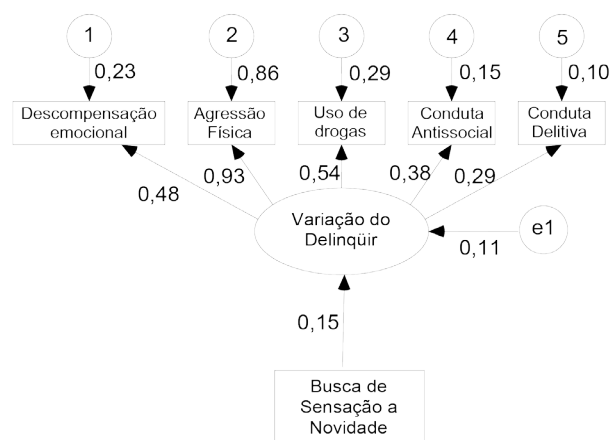 1
2
3
4
5
0,23
0,86
0,29
0,15
0,10
Descompensação
emocional
Agressão
Física
Uso de
drogas
Conduta
Antissocial
Conduta
Delitiva
0,48
0,93
0,54
0,38
0,29
Variação do
Delinqüir
e1
0,11
0,15
Busca de
Sensação a
Novidade